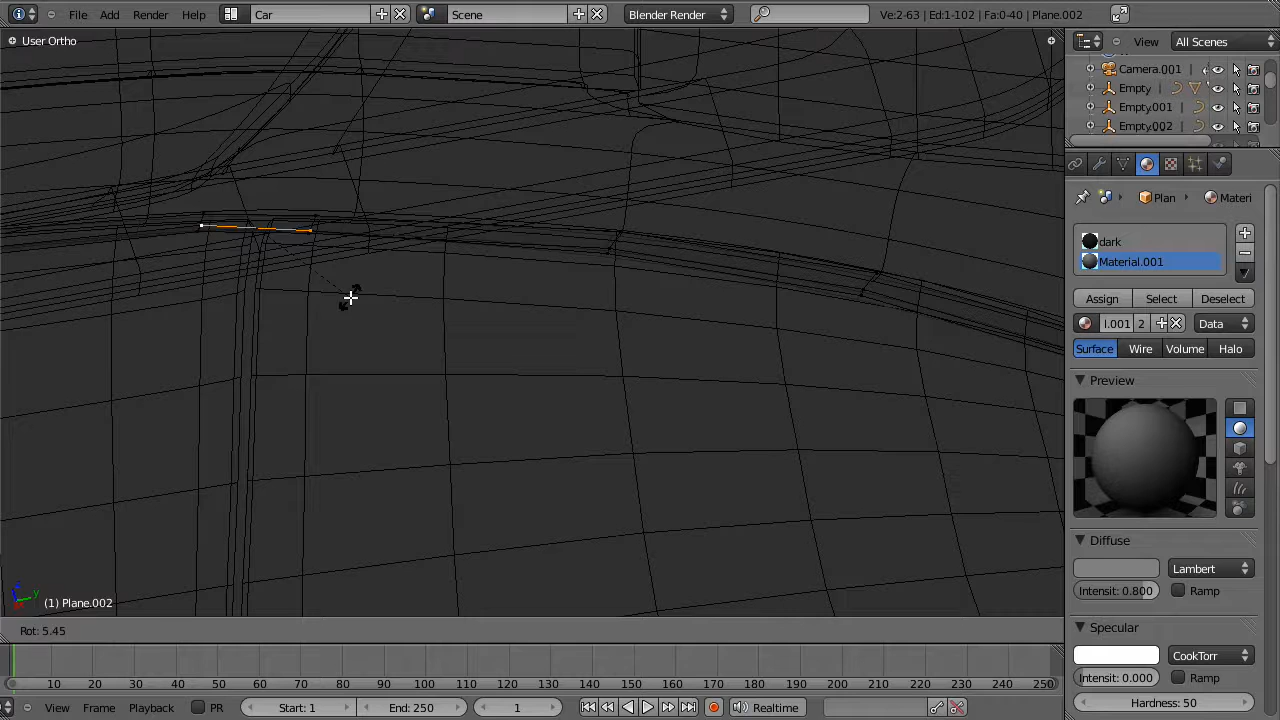 File Add Render Help Car Scene Blender Render Ve:2-63 | Ed:1-102 | Fa:0-40 | Plane.002
User Ortho
View All Scenes
Camera.001
Empty
Empty.001
Empty.002
Plan Materi
dark
Material.001
Assign Select Deselect
l.001 2 Data
Surface Wire Volume Halo
Preview
Diffuse
Lambert
Intensit: 0.800 Ramp
(1) Plane.002
Specular
Rot: 5.45
CookTorr
Intensit: 0.000 Ramp
10 20 30 40 50 60 70 80 90 100 110 120 130 140 150 160 170 180 190 200 210 220 230 240 250
Hardness: 50
View Frame Playback PR Start: 1 End: 250 1 Realtime